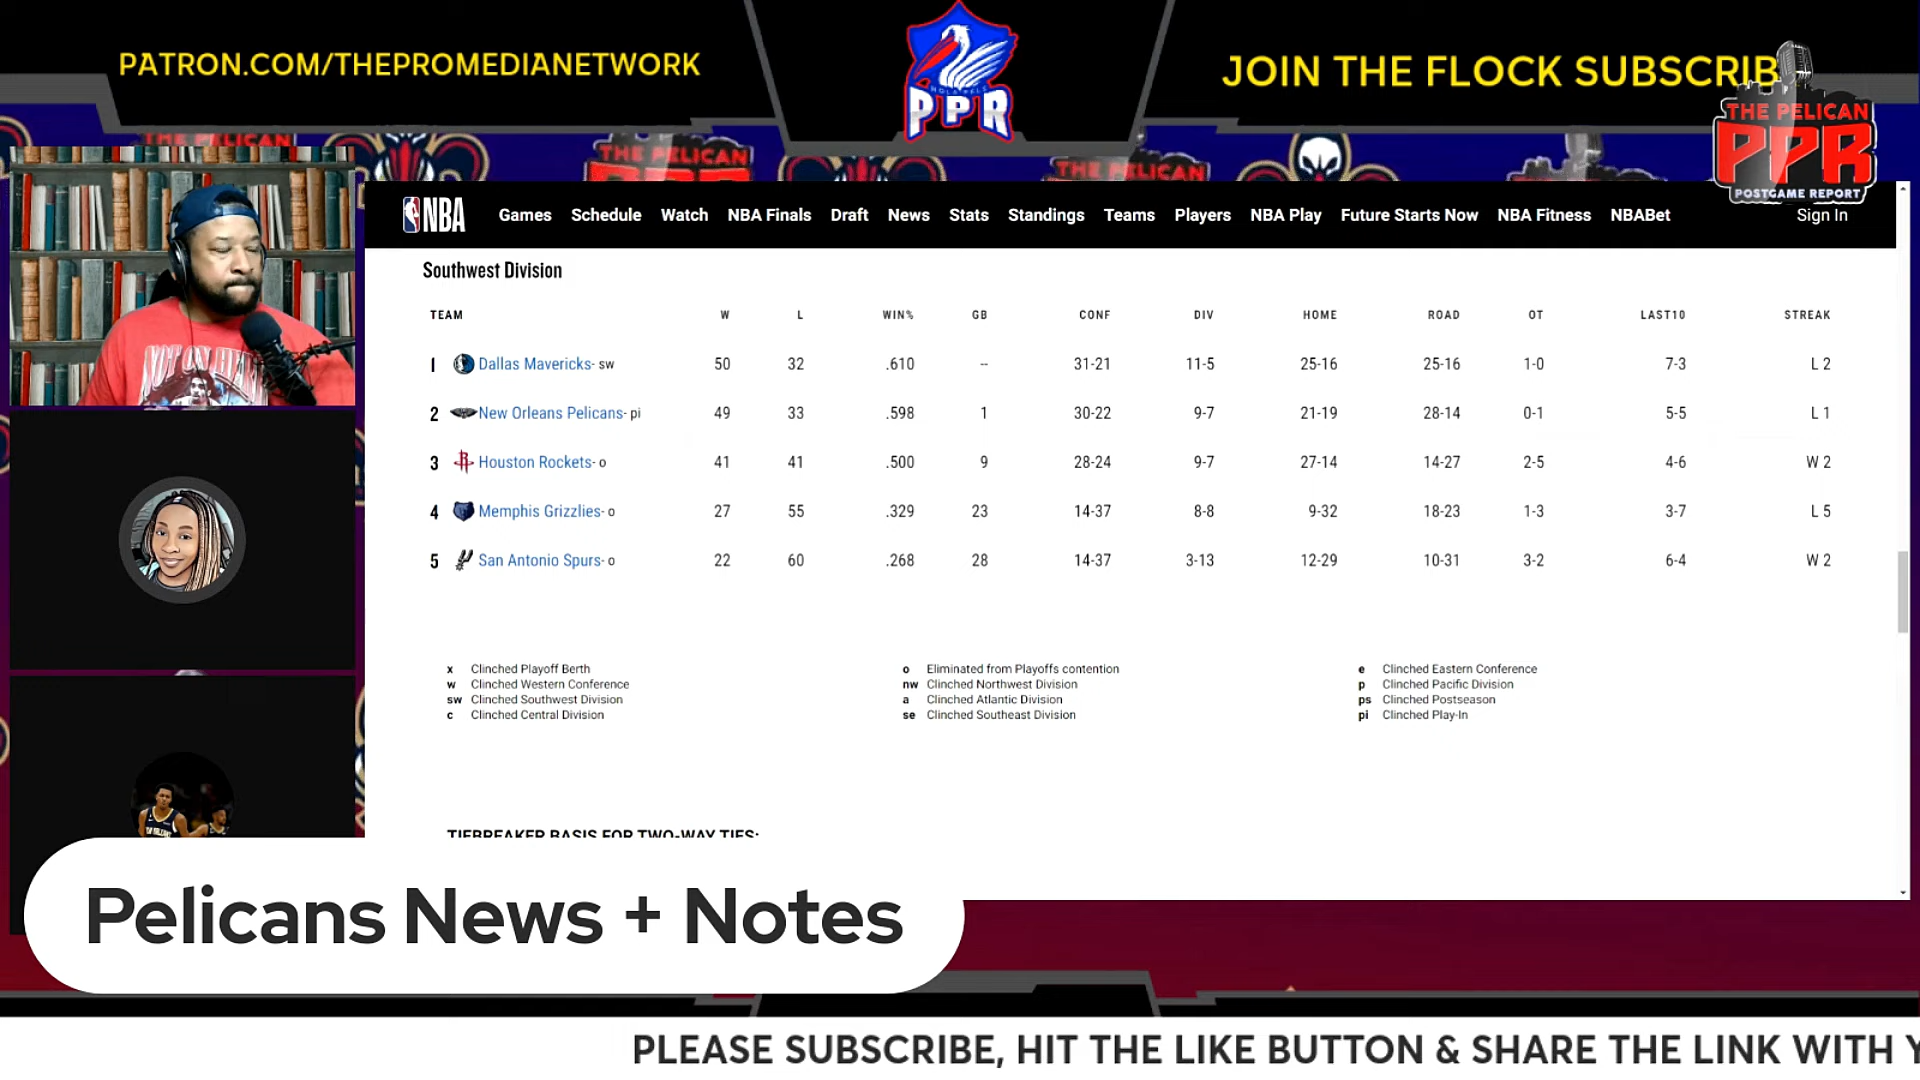 PATRON.COM/THEPROMEDIANETWORK
PPR
JOIN THE FLOCK SUBSCRIB
THE PELICAN
PPR
POSTGAME REPORT
THE PELICAN
THE PELICAN
NBA Games Schedule Watch NBA Finals Draft News Stats Standings Teams Players NBA Play Future Starts Now NBA Fitness NBABet Sign In
Southwest Division
TEAM W L WIN% GB CONF DIV HOME ROAD OT LAST10 STREAK
1 Dallas Mavericks- sw 50 32 .610 -- 31-21 11-5 25-16 25-16 1-0 7-3 L 2
2 New Orleans Pelicans- pi 49 33 .598 1 30-22 9-7 21-19 28-14 0-1 5-5 L 1
3 Houston Rockets- o 41 41 .500 9 28-24 9-7 27-14 14-27 2-5 4-6 W 2
4 Memphis Grizzlies- o 27 55 .329 23 14-37 8-8 9-32 18-23 1-3 3-7 L 5
5 San Antonio Spurs- o 22 60 .268 28 14-37 3-13 12-29 10-31 3-2 6-4 W 2
x Clinched Playoff Berth o Eliminated from Playoffs contention e Clinched Eastern Conference
w Clinched Western Conference nw Clinched Northwest Division p Clinched Pacific Division
sw Clinched Southwest Division a Clinched Atlantic Division ps Clinched Postseason
c Clinched Central Division se Clinched Southeast Division pi Clinched Play-In
TIEBREAKER BASIS FOR TWO-WAY TIES:
Pelicans News + Notes
PLEASE SUBSCRIBE, HIT THE LIKE BUTTON & SHARE THE LINK WITH Y